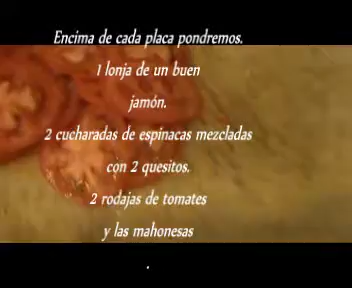 Encima de cada placa pondremos.
1 lonja de un buen
jamón.
2 cucharadas de espinacas mezcladas
con 2 quesitos.
2 rodajas de tomates
y las mahonesas
.